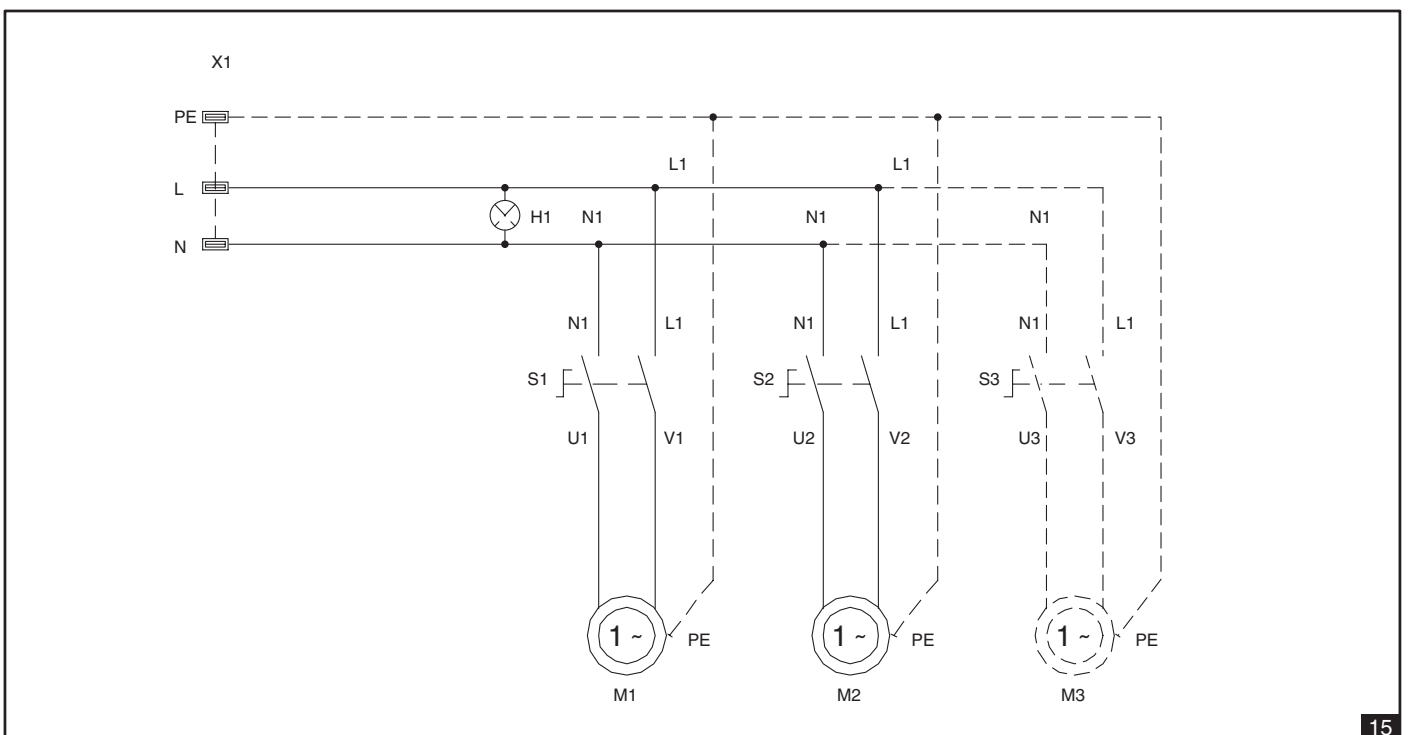 X1
PE
L1 L1
L
H1 N1 N1 N1
N
N1 L1 N1 L1 N1 L1
S1 S2 S3
U1 V1 U2 V2 U3 V3
1 ~ PE 1 ~ PE 1 ~ PE
M1 M2 M3
15